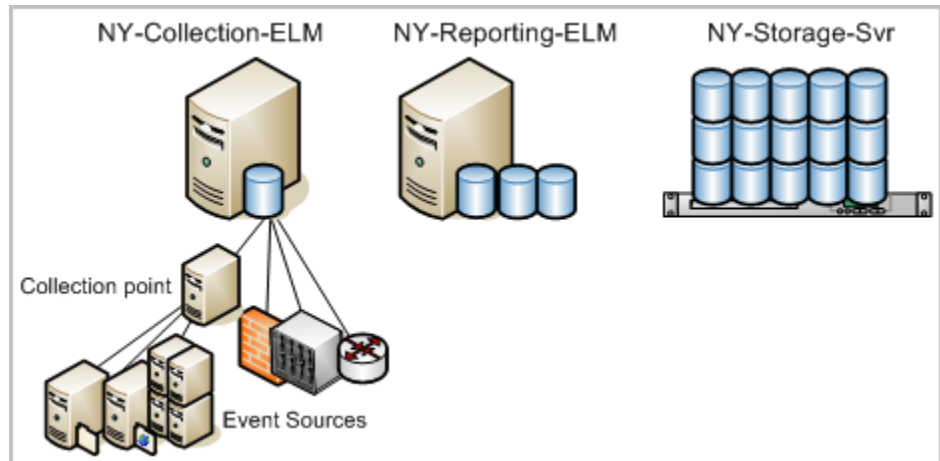 NY-Collection-ELM
NY-Reporting-ELM
NY-Storage-Svr
Collection point
Event Sources